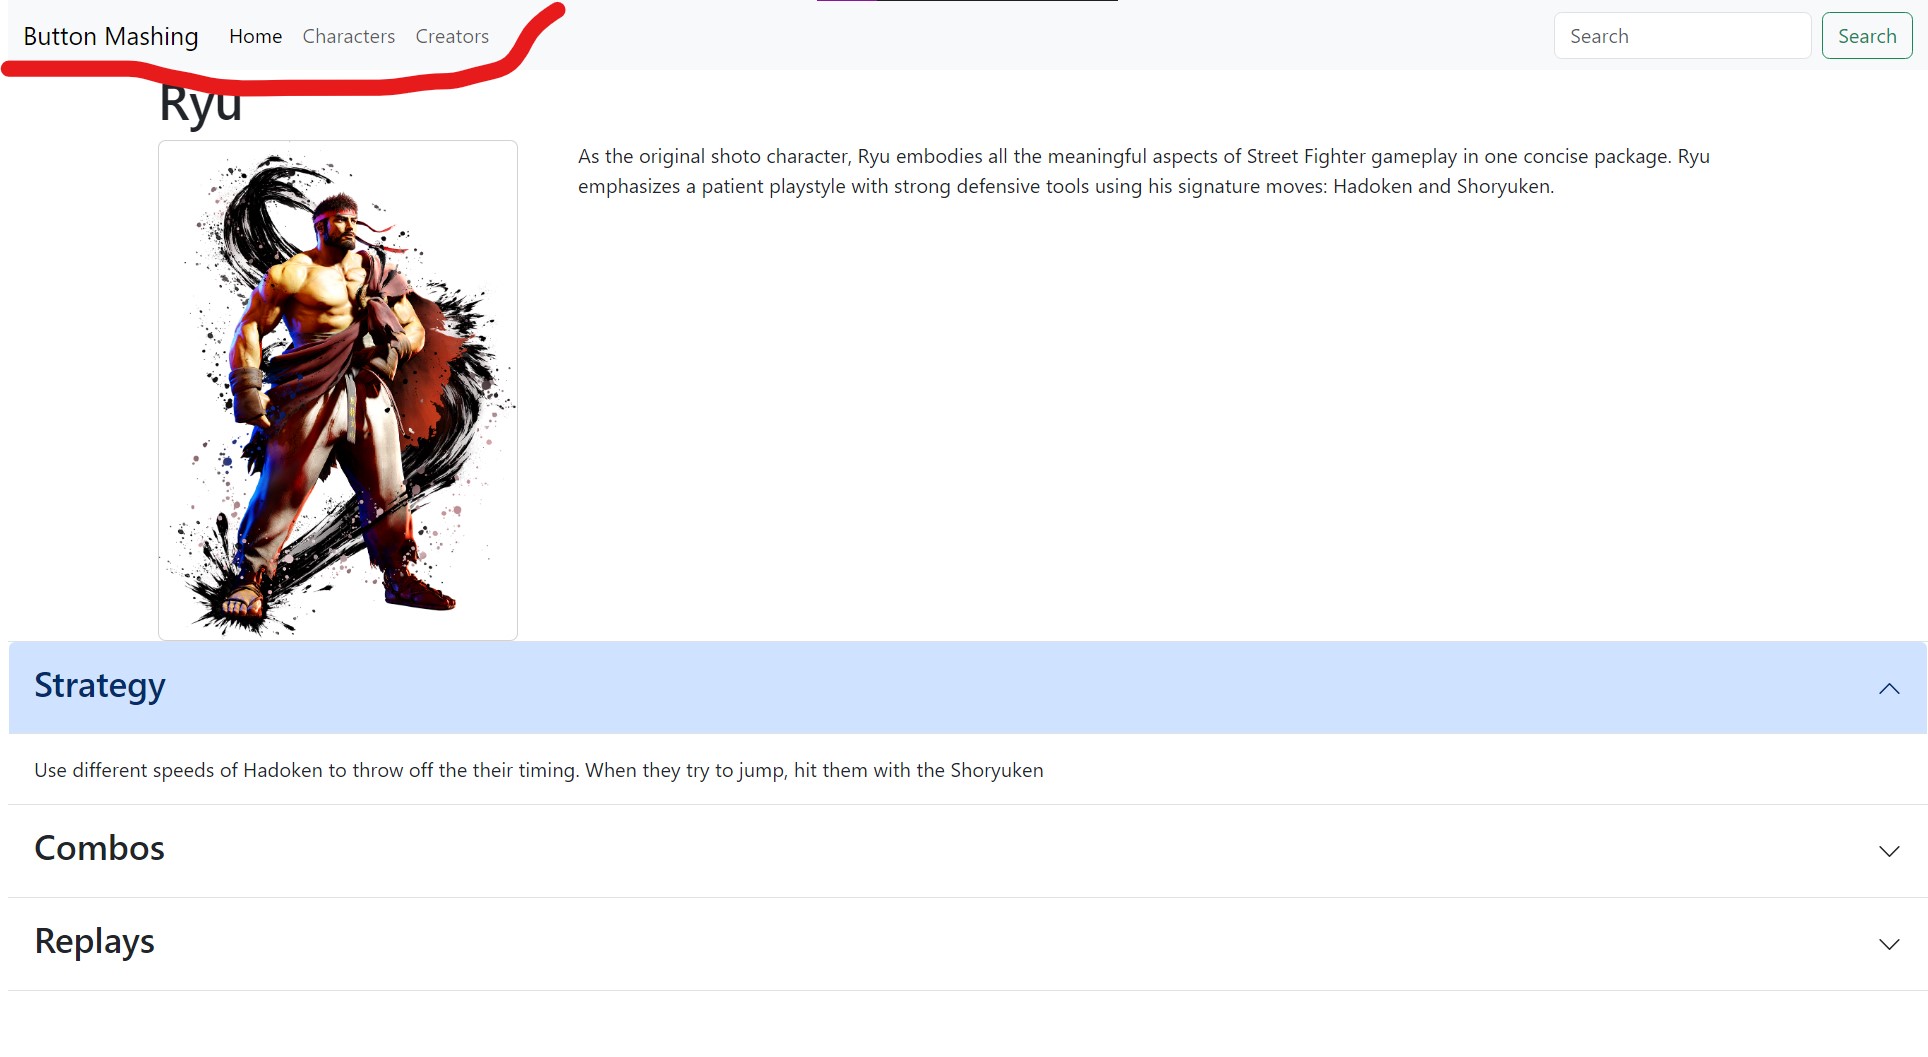 Button Mashing Home Characters Creators Search Search
Ryu
As the original shoto character, Ryu embodies all the meaningful aspects of Street Fighter gameplay in one concise package. Ryu
emphasizes a patient playstyle with strong defensive tools using his signature moves: Hadoken and Shoryuken.
Strategy
Use different speeds of Hadoken to throw off the their timing. When they try to jump, hit them with the Shoryuken
Combos
Replays